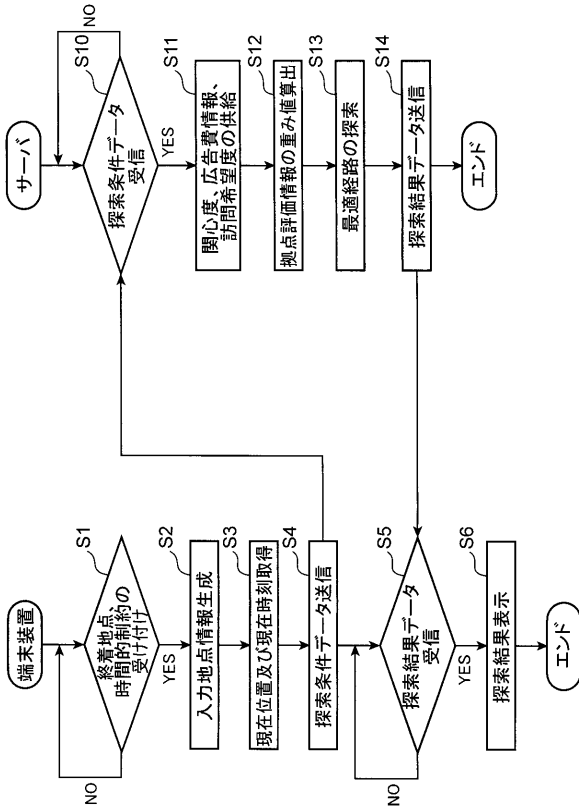 端末装置
S1
終着地点、
時間的制約の
受け付け
NO
YES
S2
入力地点情報生成
S3
現在位置及び現在時刻取得
S4
探索条件データ送信
S5
探索結果データ
受信
NO
YES
S6
探索結果表示
エンド
サーバ
S10
探索条件データ
受信
NO
YES
S11
関心度、広告費情報、
訪問希望度の供給
S12
拠点評価情報の重み値算出
S13
最適経路の探索
S14
探索結果データ送信
エンド